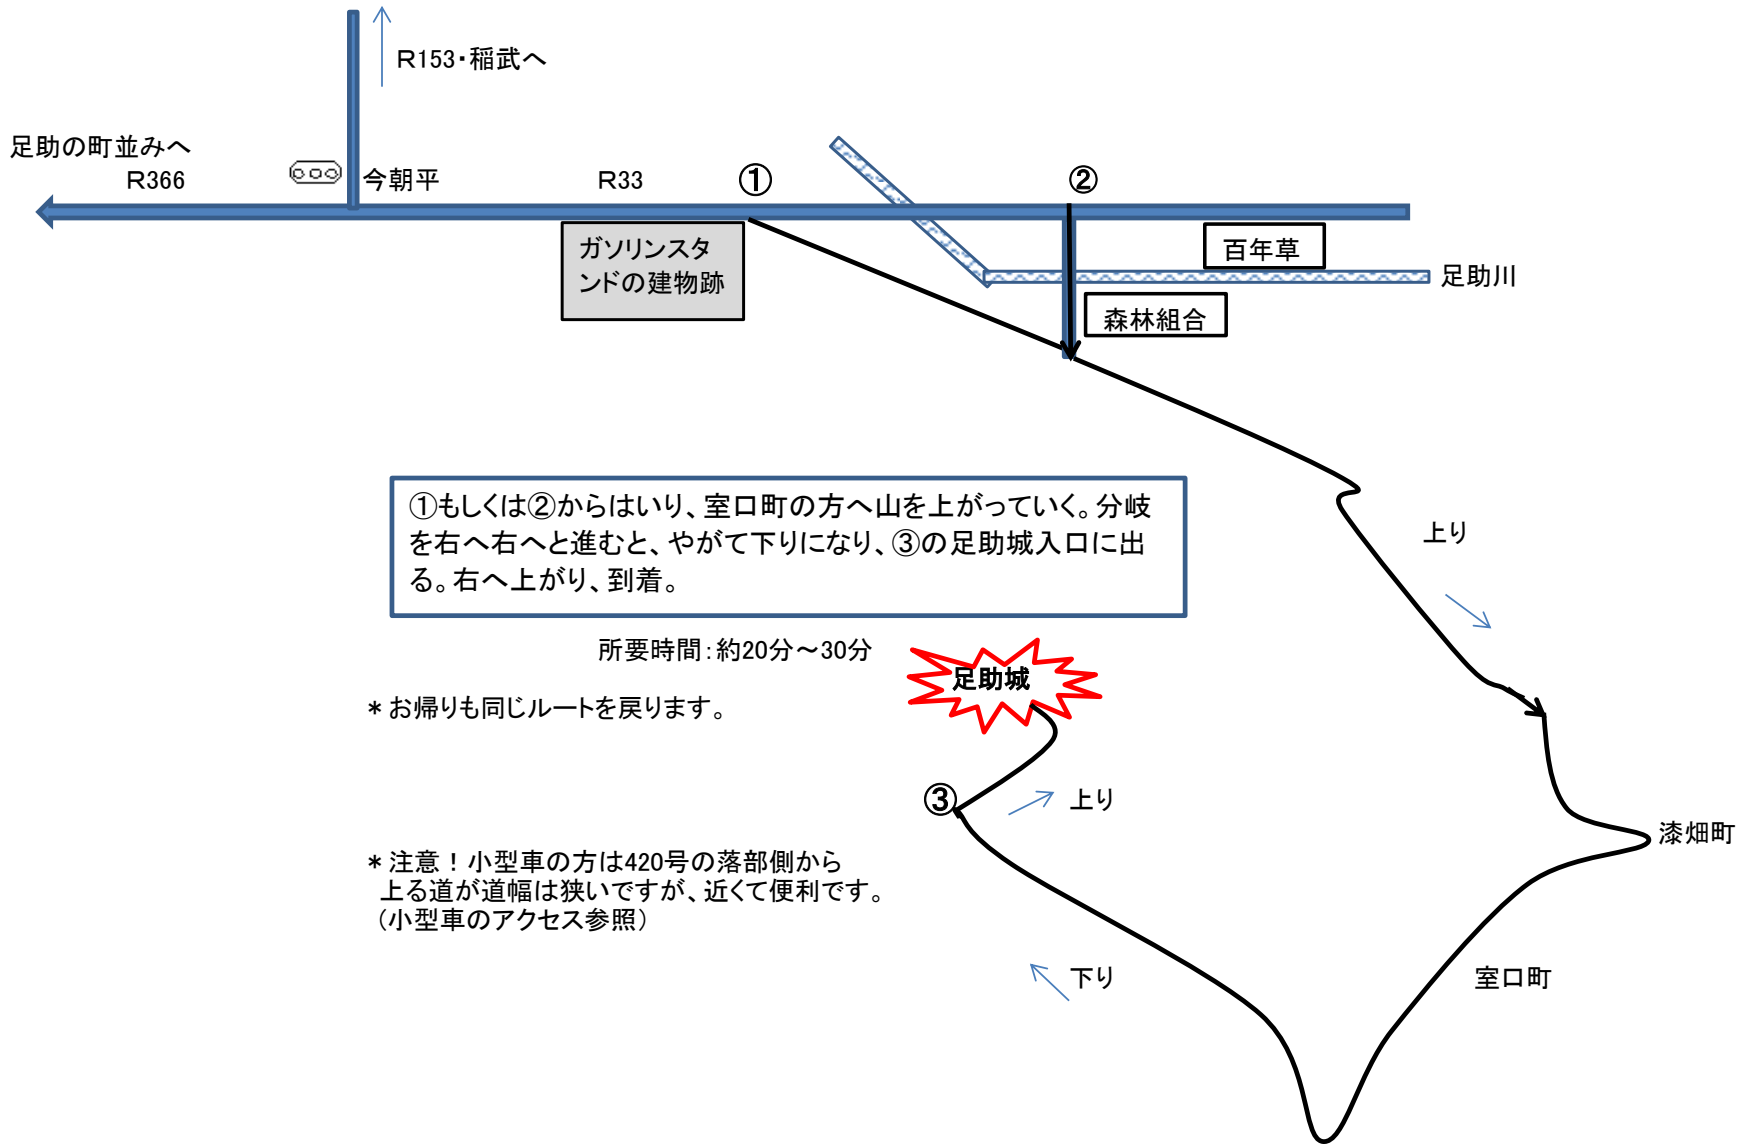 R153・稲武へ
足助の町並みへ
R366
今朝平
R33
①
②
ガソリンスタ
ンドの建物跡
百年草
足助川
森林組合
①もしくは②からはいり、室口町の方へ山を上がっていく。分岐
を右へ右へと進むと、やがて下りになり、③の足助城入口に出
る。右へ上がり、到着。
上り
所要時間：約20分～30分
足助城
＊お帰りも同じルートを戻ります。
③
上り
漆畑町
＊注意！小型車の方は420号の落部側から
上る道が道幅は狭いですが、近くて便利です。
（小型車のアクセス参照）
下り
室口町